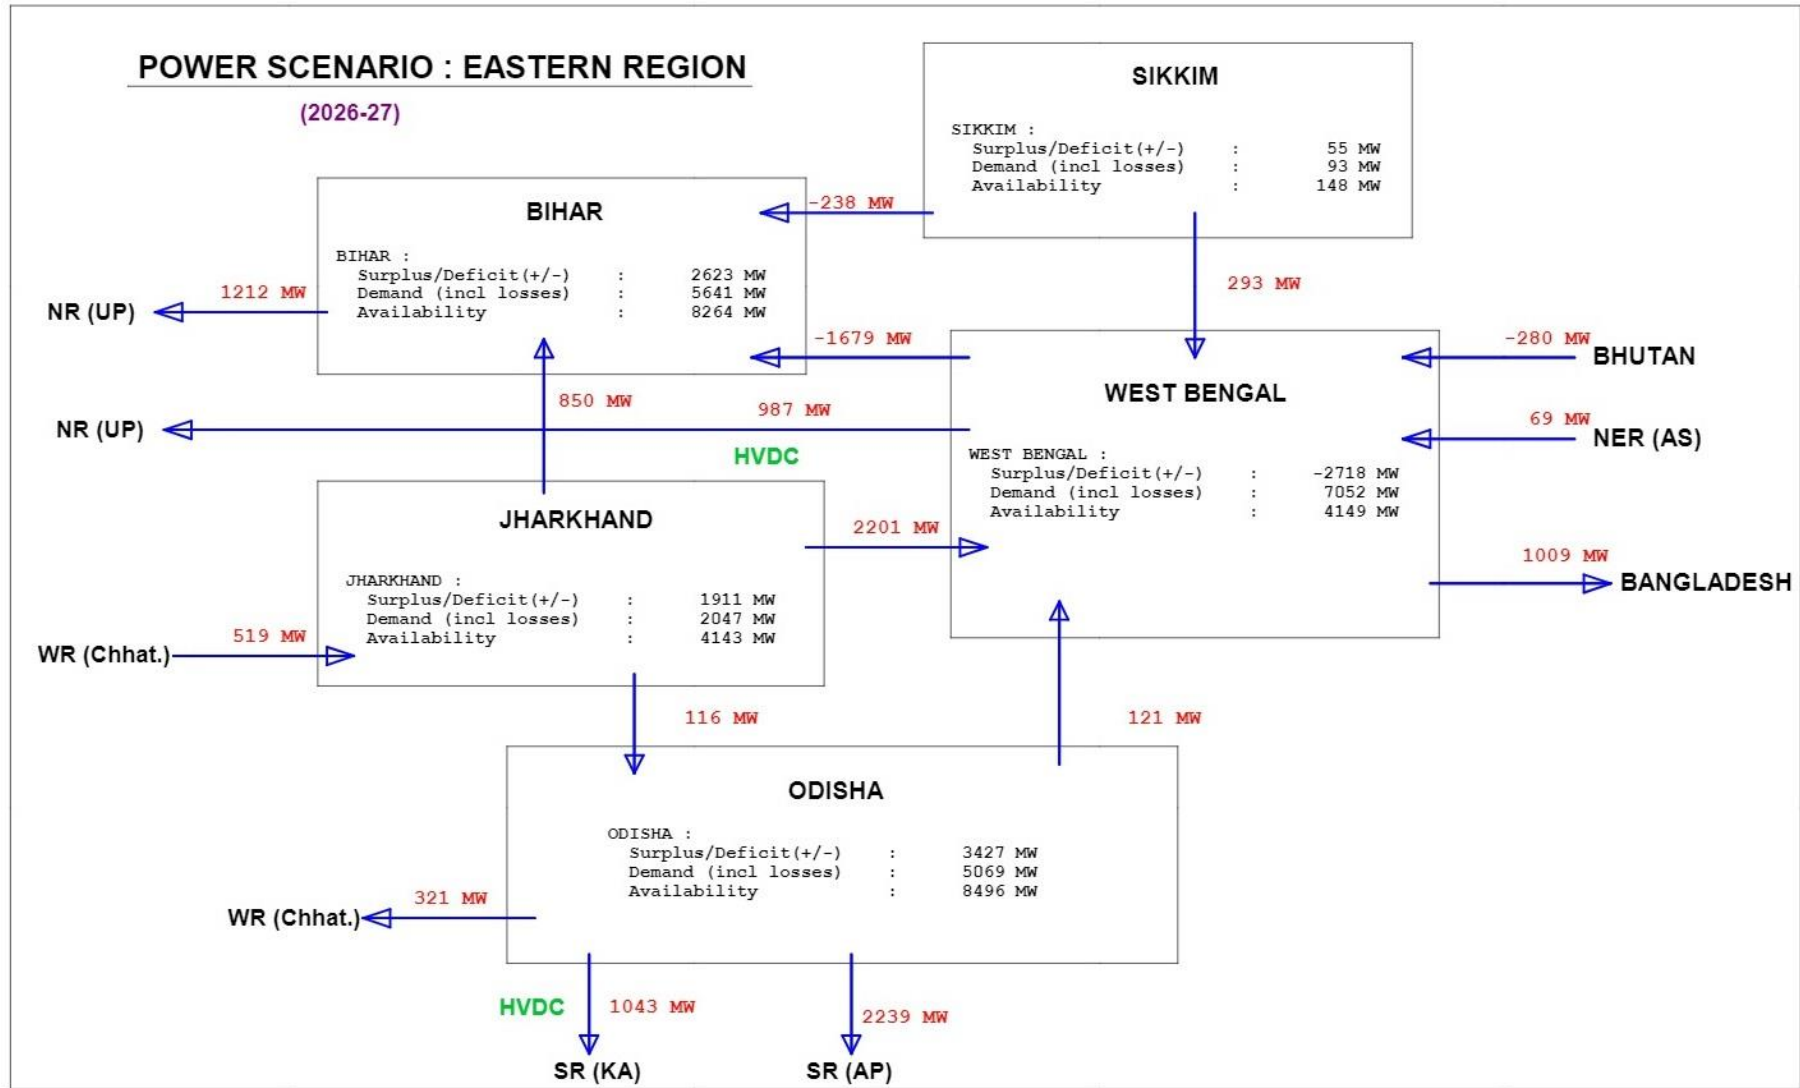 POWER SCENARIO : EASTERN REGION
(2026-27)
SIKKIM
SIKKIM :
Surplus/Deficit(+/-) : 55 MW
Demand (incl losses) : 93 MW
Availability : 148 MW
BIHAR
BIHAR :
Surplus/Deficit(+/-) : 2623 MW
Demand (incl losses) : 5641 MW
Availability : 8264 MW
-238 MW
293 MW
1212 MW
NR (UP)
-1679 MW
-280 MW
BHUTAN
850 MW
987 MW
NR (UP)
HVDC
69 MW
NER (AS)
WEST BENGAL
WEST BENGAL :
Surplus/Deficit(+/-) : -2718 MW
Demand (incl losses) : 7052 MW
Availability : 4149 MW
JHARKHAND
JHARKHAND :
Surplus/Deficit(+/-) : 1911 MW
Demand (incl losses) : 2047 MW
Availability : 4143 MW
2201 MW
1009 MW
BANGLADESH
519 MW
WR (Chhat.)
116 MW
121 MW
ODISHA
ODISHA :
Surplus/Deficit(+/-) : 3427 MW
Demand (incl losses) : 5069 MW
Availability : 8496 MW
321 MW
WR (Chhat.)
HVDC
1043 MW
2239 MW
SR (KA)
SR (AP)